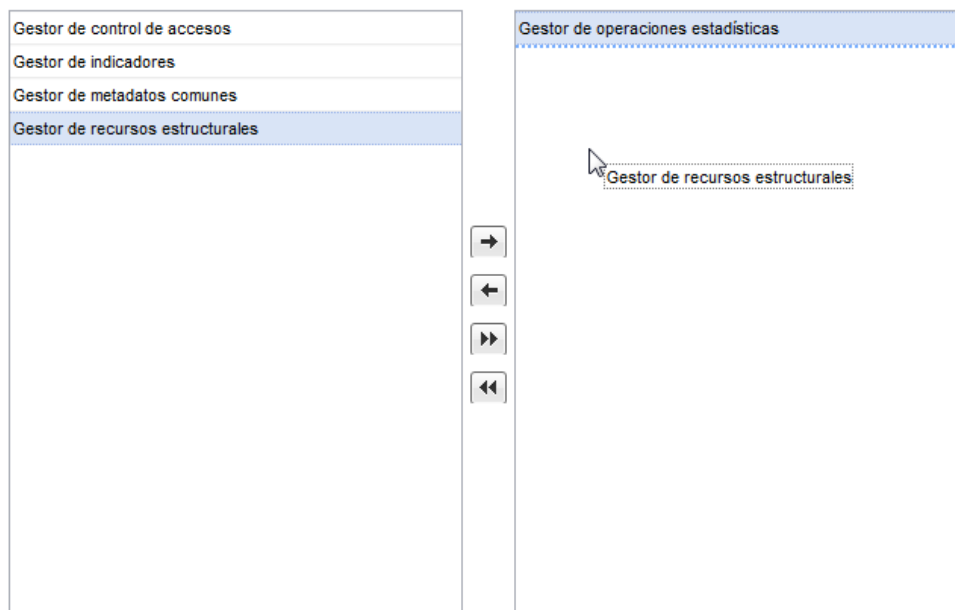 Gestor de control de accesos
Gestor de indicadores
Gestor de metadatos comunes
Gestor de recursos estructurales
Gestor de operaciones estadísticas
Gestor de recursos estructurales